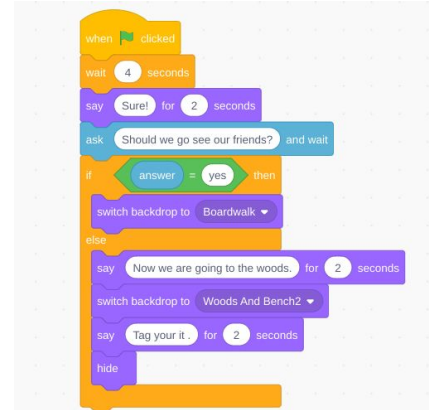 when clicked
wait 4 seconds
say Sure! for 2 seconds
ask Should we go see our friends? and wait
if answer = yes then
switch backdrop to Boardwalk
else
say Now we are going to the woods. for 2 seconds
switch backdrop to Woods And Bench2
say Tag your it . for 2 seconds
hide